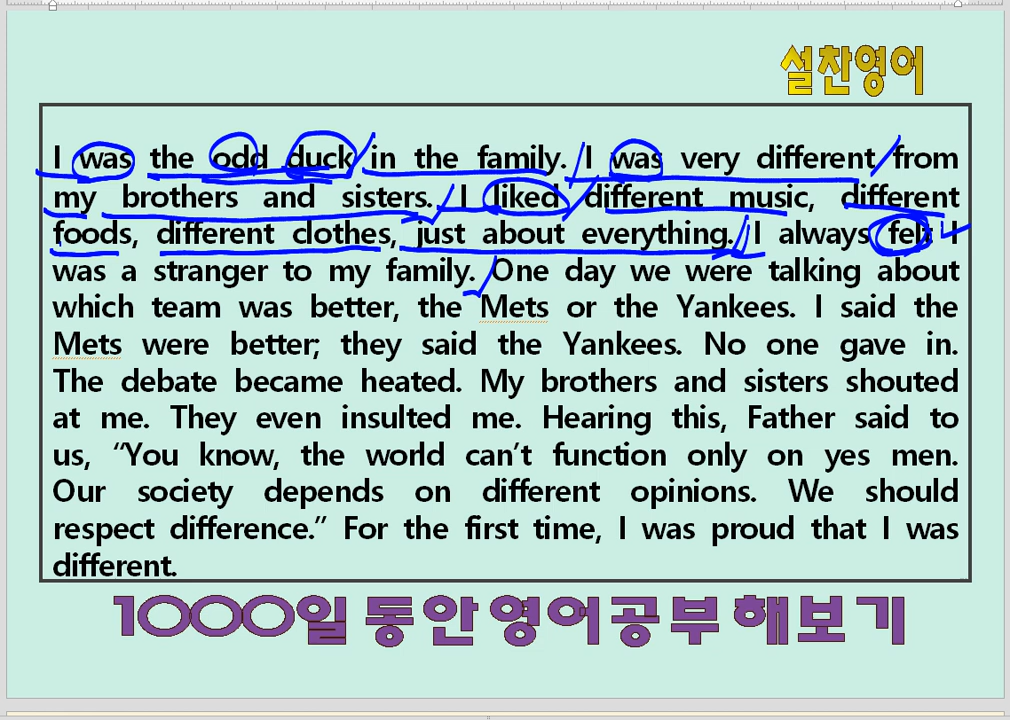 설찬영어
I was the odd duck in the family. I was very different from
my brothers and sisters. I liked different music, different
foods, different clothes, just about everything. I always felt I
was a stranger to my family. One day we were talking about
which team was better, the Mets or the Yankees. I said the
Mets were better; they said the Yankees. No one gave in.
The debate became heated. My brothers and sisters shouted
at me. They even insulted me. Hearing this, Father said to
us, “You know, the world can’t function only on yes men.
Our society depends on different opinions. We should
respect difference.” For the first time, I was proud that I was
different.
1000일 동안 영어공부 해보기